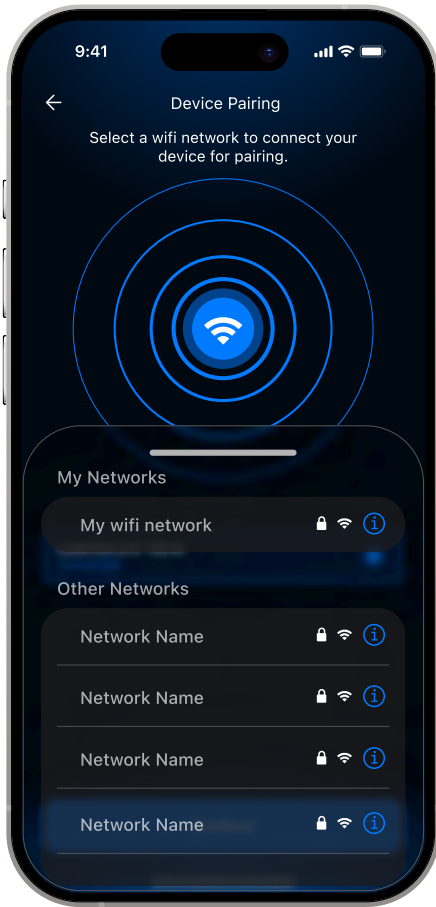 9:41
Device Pairing
Select a wifi network to connect your
device for pairing.
My Networks
My wifi network
Other Networks
Network Name
Network Name
Network Name
Network Name